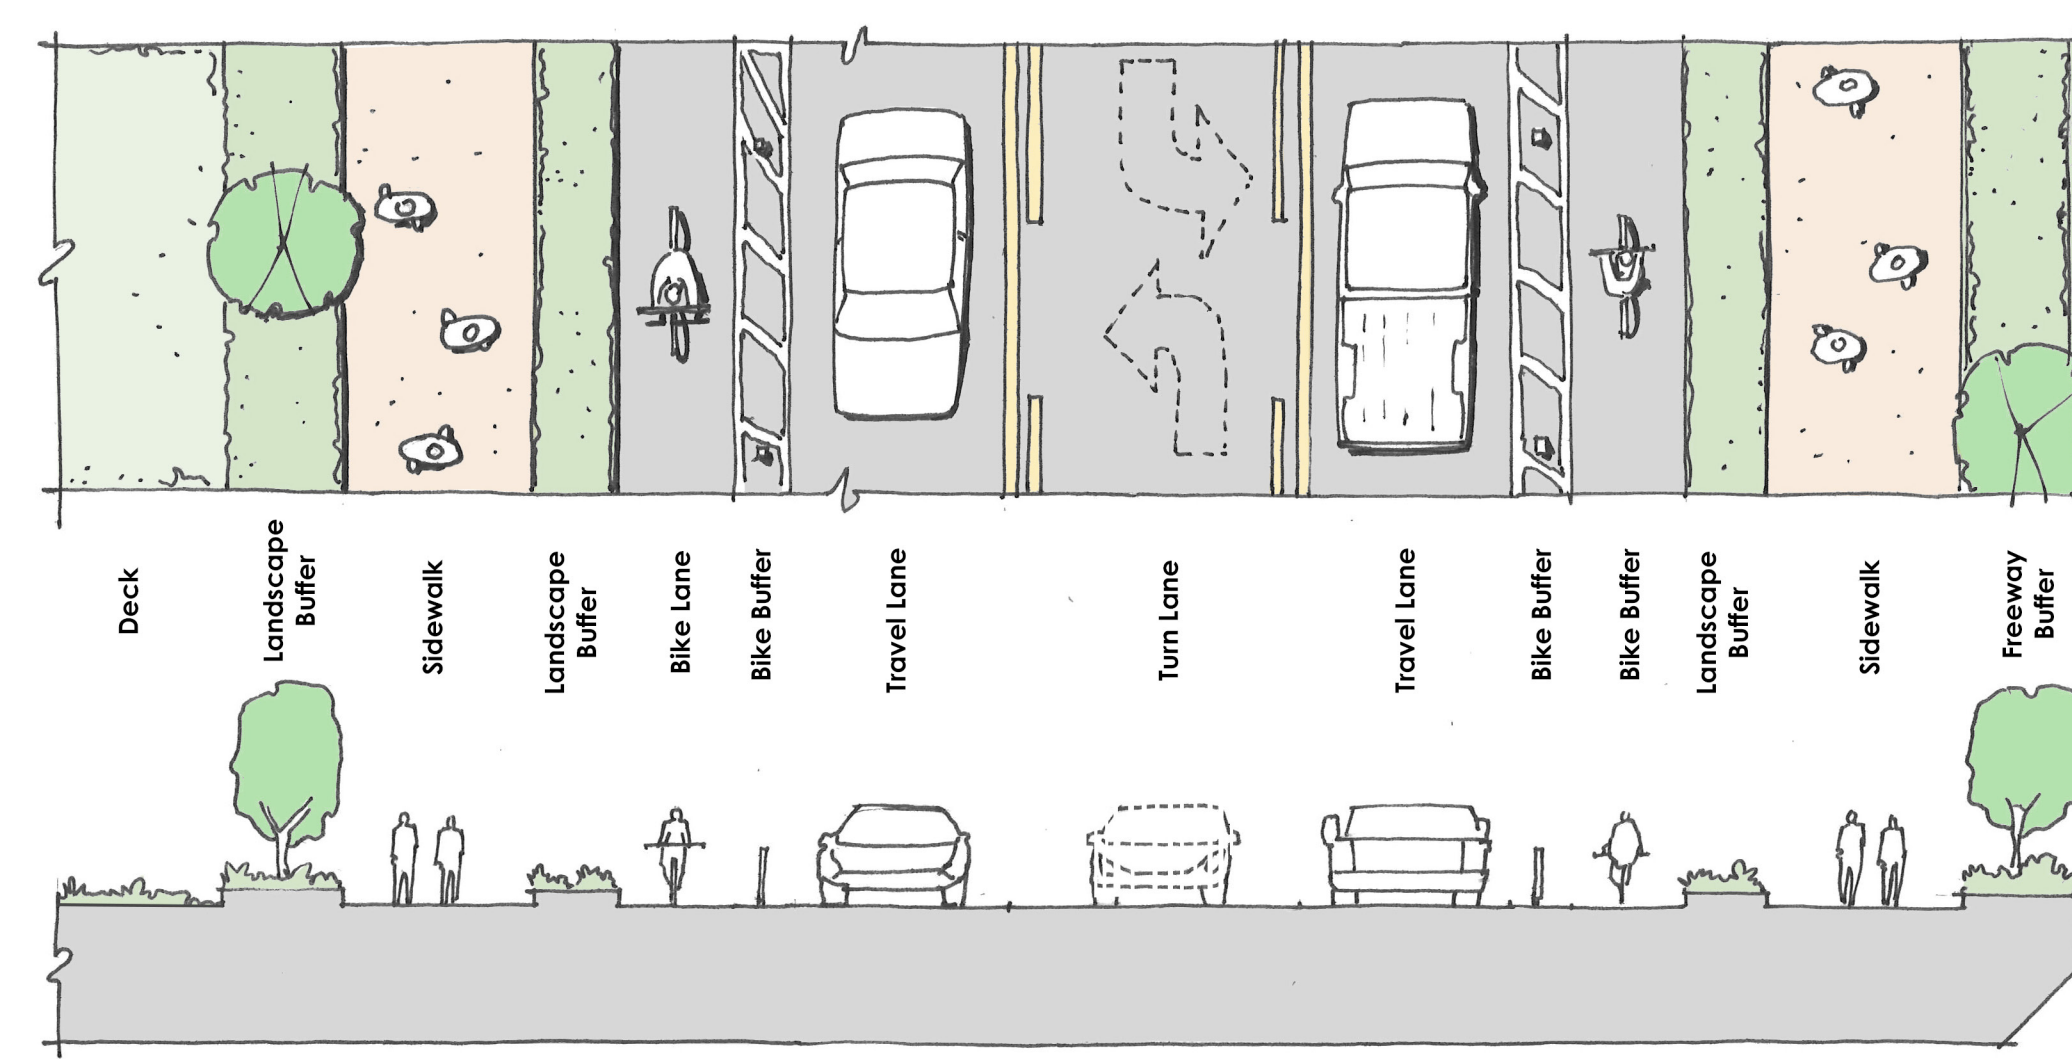 Deck
Landscape
Buffer
Sidewalk
Landscape
Buffer
Bike Lane
Bike Buffer
Travel Lane
Turn Lane
Travel Lane
Bike Buffer
Bike Buffer
Landscape
Buffer
Sidewalk
Freeway
Buffer